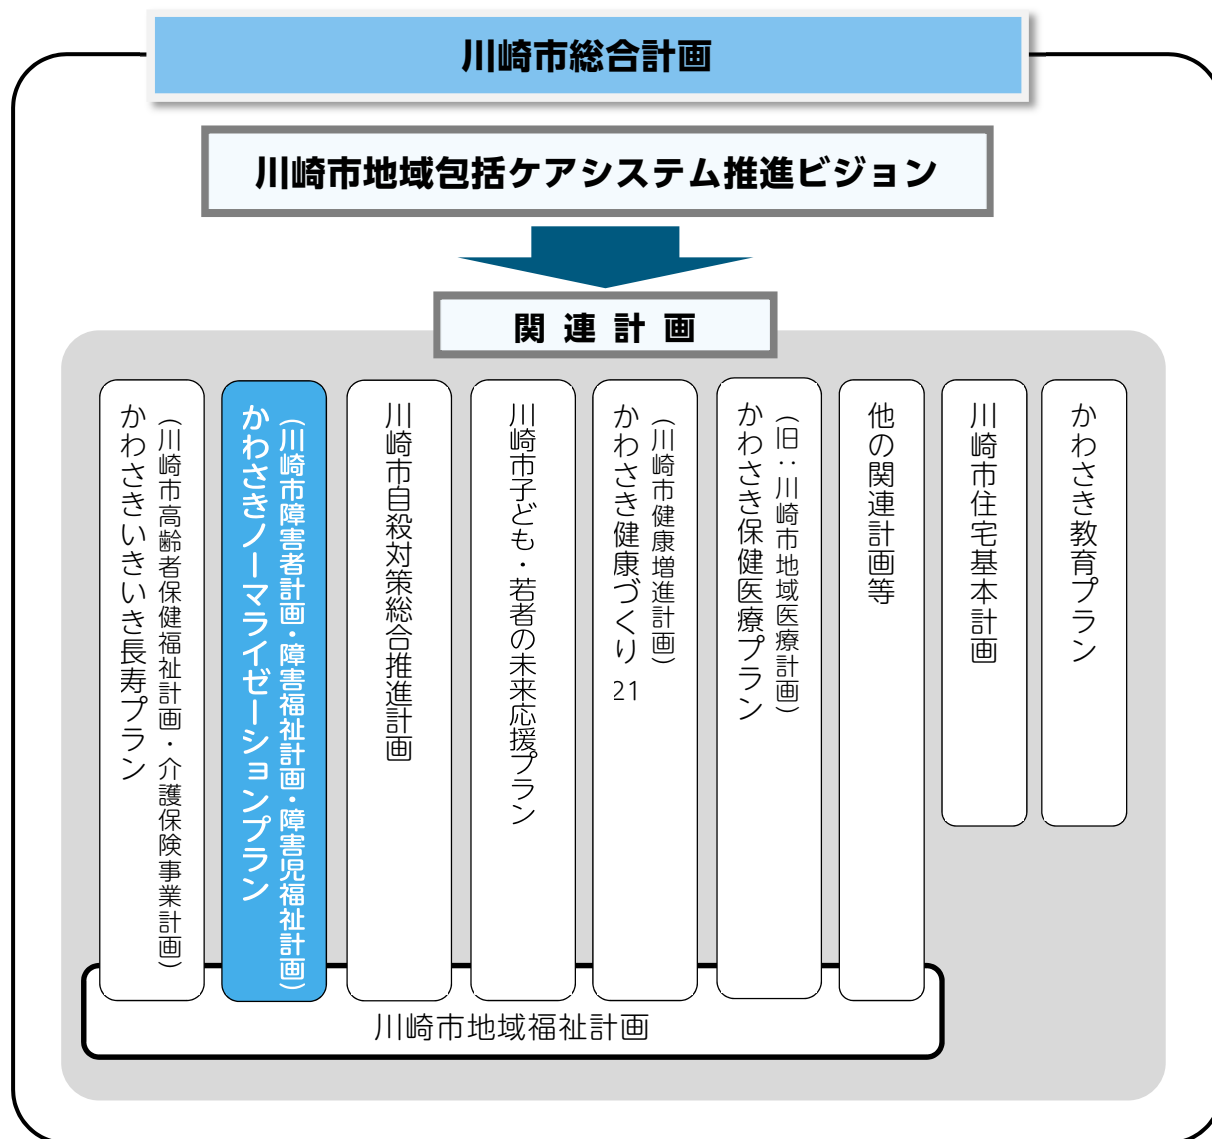 川崎市総合計画
川崎市地域包括ケアシステム推進ビジョン
関連計画
かわさきいきいき長寿プラン
（川崎市高齢者保健福祉計画・介護保険事業計画）
かわさきノーマライゼーションプラン
（川崎市障害者計画・障害福祉計画・障害児福祉計画）
川崎市自殺対策総合推進計画
川崎市子ども・若者の未来応援プラン
かわさき健康づくり21
（川崎市健康増進計画）
かわさき保健医療プラン
（旧：川崎市地域医療計画）
他の関連計画等
川崎市住宅基本計画
かわさき教育プラン
川崎市地域福祉計画